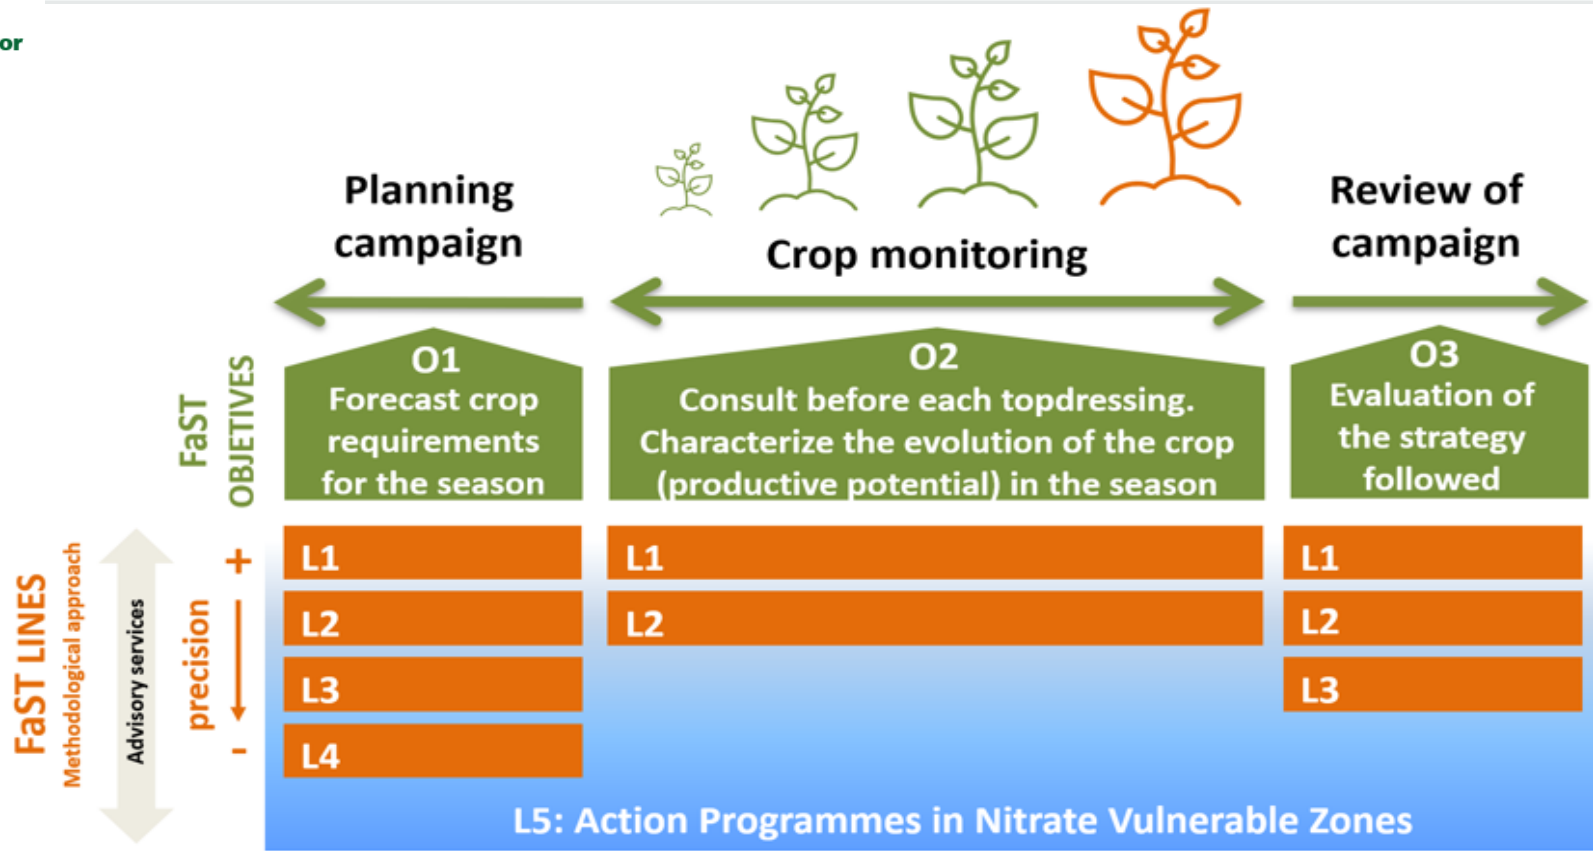 or
Planning
campaign
Crop monitoring
Review of
campaign
FaST
OBJETIVES
O1
Forecast crop
requirements
for the season
O2
Consult before each topdressing.
Characterize the evolution of the crop
(productive potential) in the season
O3
Evaluation of
the strategy
followed
FaST LINES
Methodological approach
Advisory services
precision
+
-
L1
L2
L3
L4
L1
L2
L1
L2
L3
L5: Action Programmes in Nitrate Vulnerable Zones